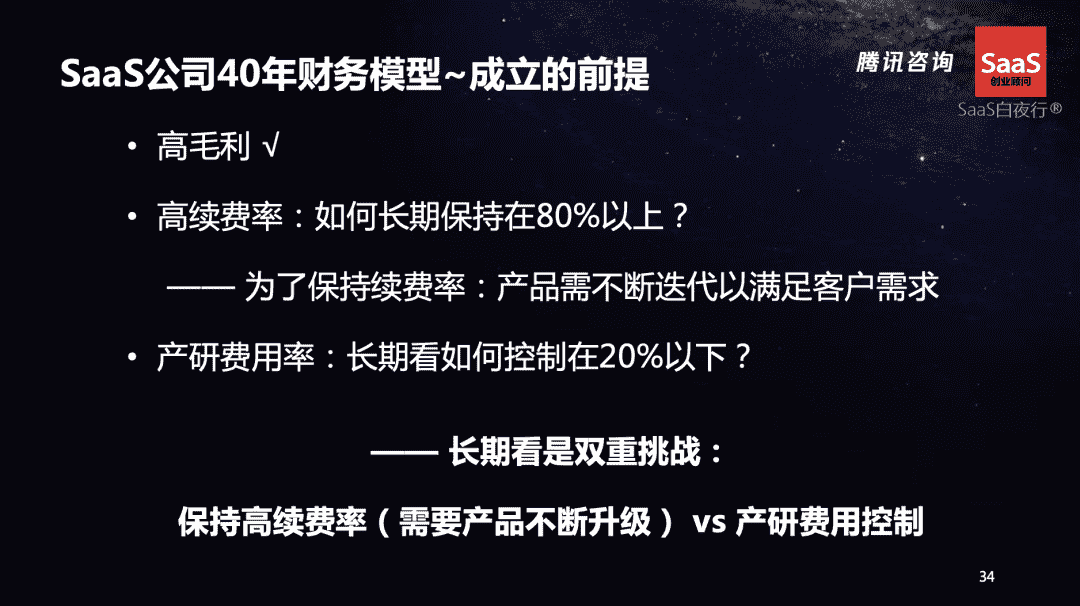 SaaS公司40年财务模型~成立的前提
腾讯咨询
SaaS
创业顾问
SaaS白夜行®
• 高毛利 √
• 高续费率：如何长期保持在80%以上？
—— 为了保持续费率：产品需不断迭代以满足客户需求
• 产研费用率：长期看如何控制在20%以下？
—— 长期看是双重挑战：
保持高续费率（需要产品不断升级） vs 产研费用控制
34